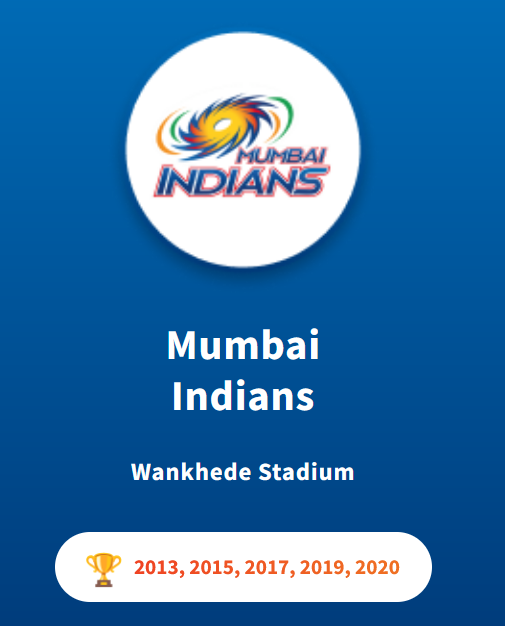 MUMBAI
INDIANS
Mumbai
Indians
Wankhede Stadium
2013, 2015, 2017, 2019, 2020